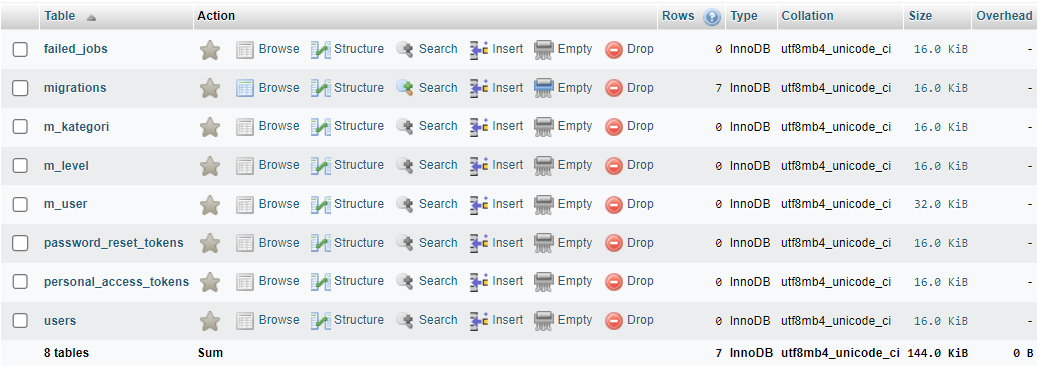 Table Action Rows Type Collation Size Overhead
failed_jobs Browse Structure Search Insert Empty Drop 0 InnoDB utf8mb4_unicode_ci 16.0 KiB -
migrations Browse Structure Search Insert Empty Drop 7 InnoDB utf8mb4_unicode_ci 16.0 KiB -
m_kategori Browse Structure Search Insert Empty Drop 0 InnoDB utf8mb4_unicode_ci 16.0 KiB -
m_level Browse Structure Search Insert Empty Drop 0 InnoDB utf8mb4_unicode_ci 16.0 KiB -
m_user Browse Structure Search Insert Empty Drop 0 InnoDB utf8mb4_unicode_ci 32.0 KiB -
password_reset_tokens Browse Structure Search Insert Empty Drop 0 InnoDB utf8mb4_unicode_ci 16.0 KiB -
personal_access_tokens Browse Structure Search Insert Empty Drop 0 InnoDB utf8mb4_unicode_ci 16.0 KiB -
users Browse Structure Search Insert Empty Drop 0 InnoDB utf8mb4_unicode_ci 16.0 KiB -
8 tables Sum 7 InnoDB utf8mb4_unicode_ci 144.0 KiB 0 B